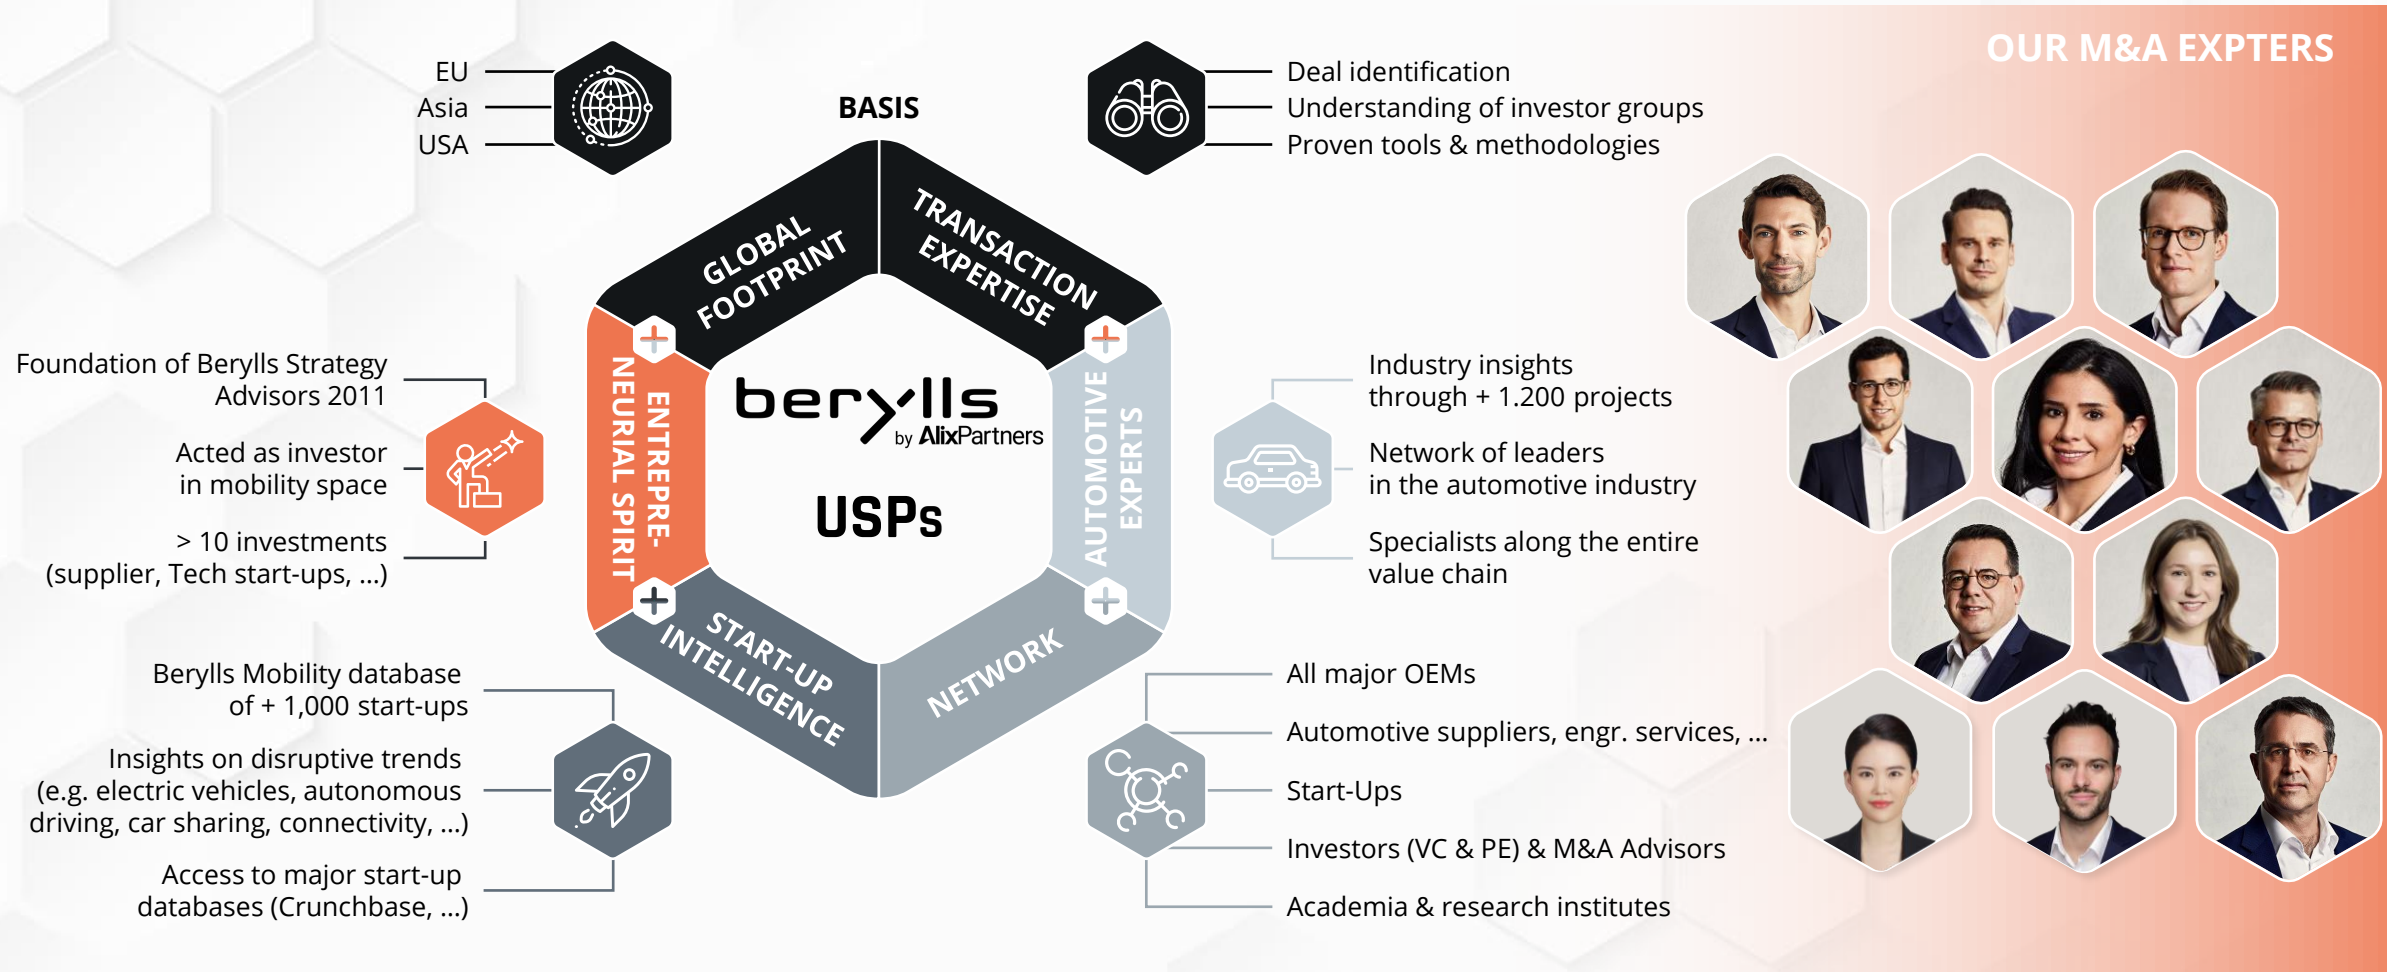 OUR M&A EXPTERS
BASIS
EU
Asia
USA
Deal identification
Understanding of investor groups
Proven tools & methodologies
GLOBAL
FOOTPRINT
TRANSACTION
EXPERTISE
Foundation of Berylls Strategy
Advisors 2011
Acted as investor
in mobility space
> 10 investments
(supplier, Tech start-ups, ...)
ENTREPRE-
NEURIAL SPIRIT
berylls
by AlixPartners
USPs
AUTOMOTIVE
EXPERTS
Industry insights
through + 1.200 projects
Network of leaders
in the automotive industry
Specialists along the entire
value chain
START-UP
INTELLIGENCE
NETWORK
Berylls Mobility database
of + 1,000 start-ups
Insights on disruptive trends
(e.g. electric vehicles, autonomous
driving, car sharing, connectivity, ...)
Access to major start-up
databases (Crunchbase, ...)
All major OEMs
Automotive suppliers, engr. services, ...
Start-Ups
Investors (VC & PE) & M&A Advisors
Academia & research institutes